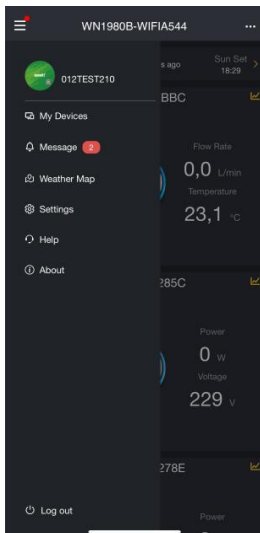 WN1980B-WIFIA544
s ago
Sun Set
18:29
012TEST210
BBC
My Devices
Message 2
Weather Map
Settings
Help
About
Flow Rate
0,0 L/min
Temperature
23,1 °C
285C
Power
0 W
Voltage
229 V
278E
Log out
Power